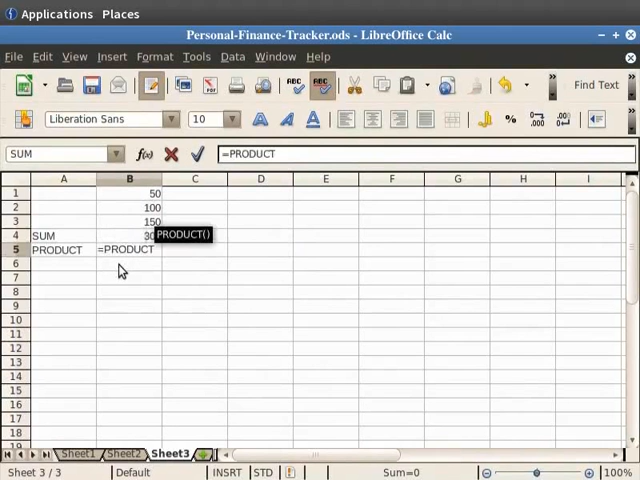 Applications Places
Personal-Finance-Tracker.ods - LibreOffice Calc
File Edit View Insert Format Tools Data Window Help
ABC ABC Find Text
Liberation Sans 10 A A A % 
SUM f(x) =PRODUCT
A B C D E F G H I
1 50
2 100
3 150
4 SUM 30 PRODUCT()
5 PRODUCT =PRODUCT
6
7
8
9
10
11
12
13
14
15
16
17
18
19
Sheet1 Sheet2 Sheet3
Sheet 3 / 3 Default INSRT STD Sum=0 100%